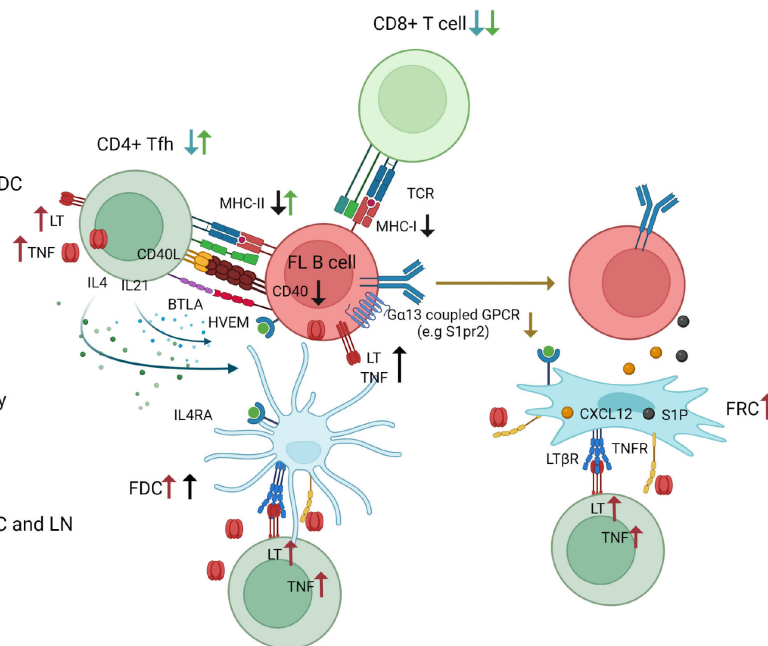 CD8+ T cell
CD4+ Tfh
DC
MHC-II
TCR
LT
MHC-I
TNF
CD40L
FL B cell
IL4 IL21
CD40
BTLA
HVEM
Gα13 coupled GPCR
(e.g S1pr2)
LT
TNF
y
IL4RA
CXCL12
S1P
FRC
LTβR
TNFR
FDC
LT
C and LN
TNF
LT
TNF